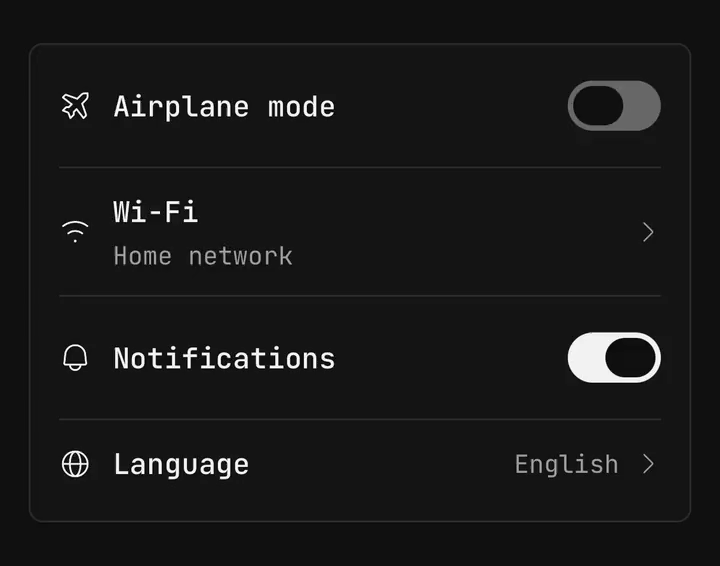 Airplane mode
Wi-Fi
Home network
Notifications
Language
English